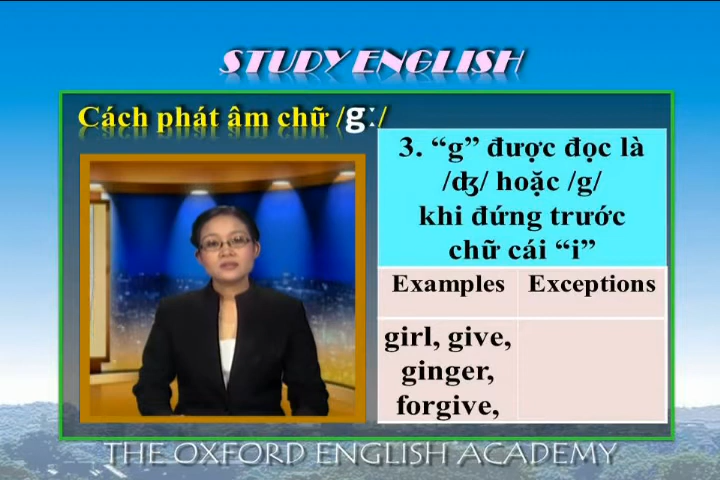 STUDY ENGLISH
Cách phát âm chữ /gː/
3. “g” được đọc là
/ʤ/ hoặc /g/
khi đứng trước
chữ cái “i”
Examples Exceptions
girl, give,
ginger,
forgive,
THE OXFORD ENGLISH ACADEMY